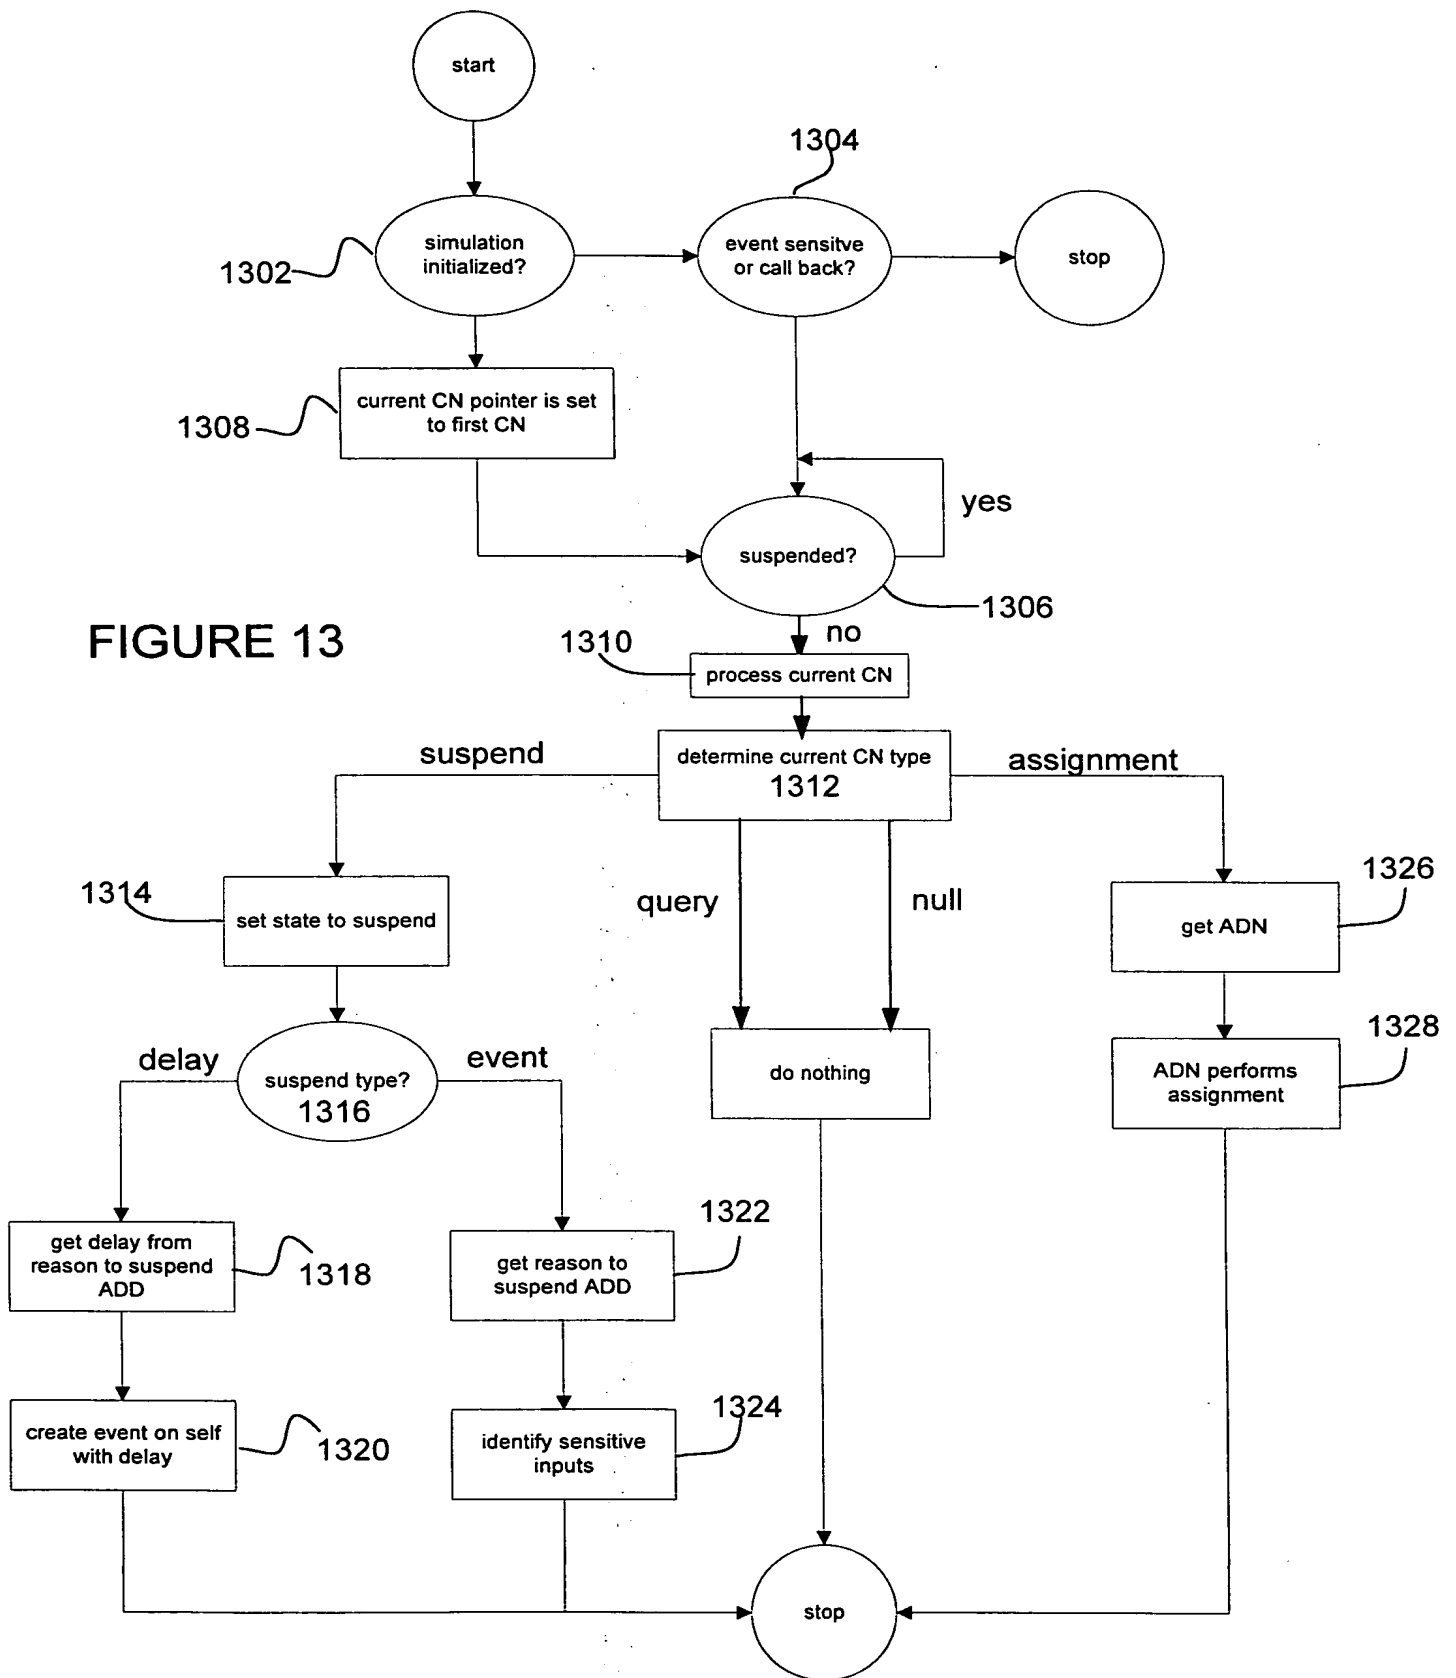 start
1304
simulation
initialized?
event sensitve
or call back?
stop
1302
current CN pointer is set
to first CN
1308
yes
suspended?
1306
FIGURE 13
no
1310
process current CN
suspend
determine current CN type
1312
assignment
1314
set state to suspend
query
null
1326
get ADN
delay
event
suspend type?
1316
do nothing
1328
ADN performs
assignment
get delay from
reason to suspend
ADD
1318
1322
get reason to
suspend ADD
create event on self
with delay
1320
1324
identify sensitive
inputs
stop